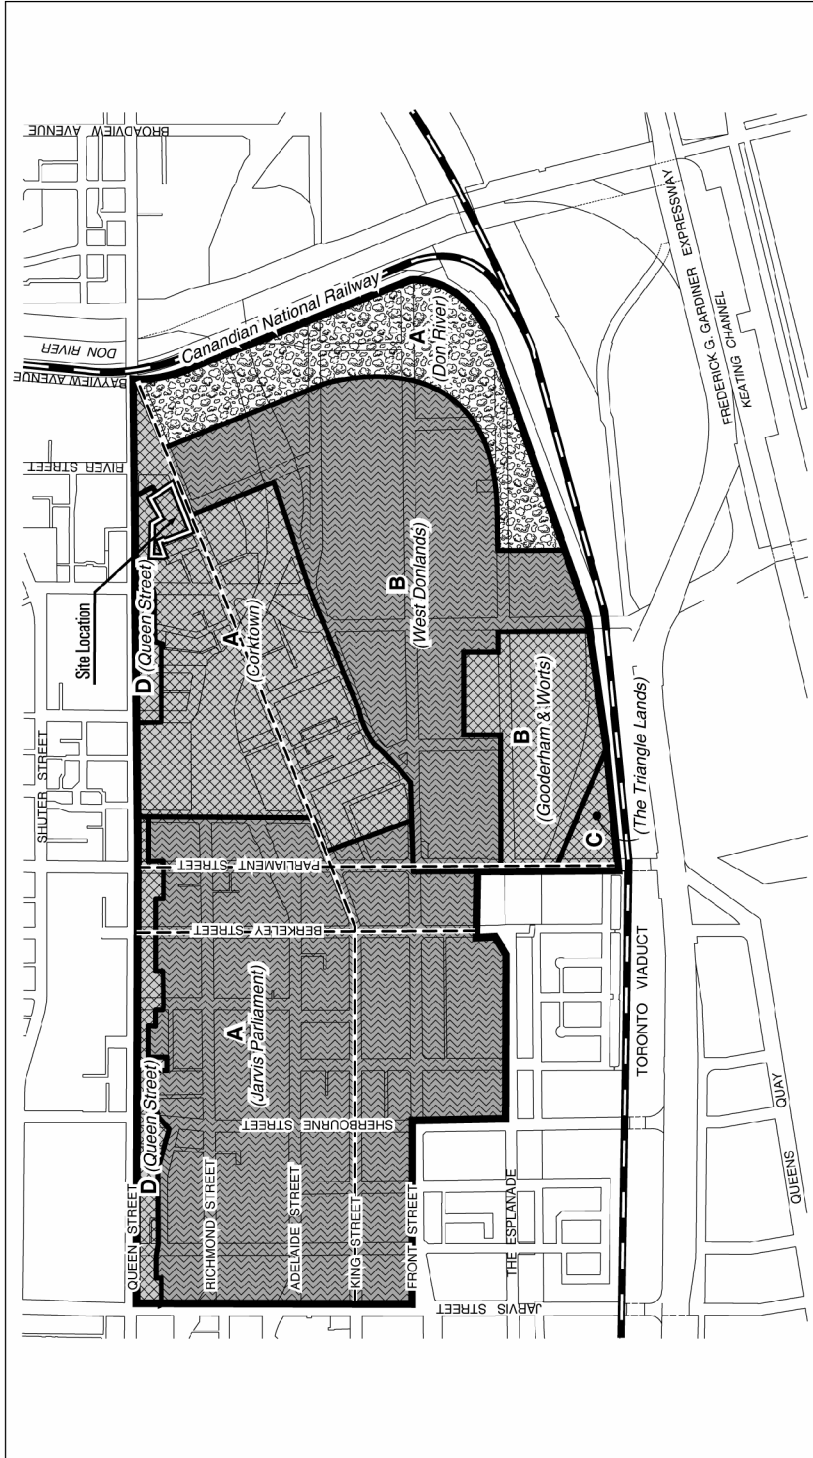 BROADVIEW AVENUE
DON RIVER
BAYVIEW AVENUE
RIVER STREET
Canandian National Railway
A
(Don River)
FREDERICK G. GARDINER EXPRESSWAY
KEATING CHANNEL
Site Location
D (Queen Street)
A
(Corktown)
B
(West Donlands)
SHUTER STREET
B
(Gooderham & Worts)
C
(The Triangle Lands)
PARLIAMENT STREET
BERKELEY STREET
A
(Jarvis Parliament)
TORONTO VIADUCT
D (Queen Street)
SHERBOURNE STREET
QUEEN STREET
RICHMOND STREET
ADELAIDE STREET
KING STREET
FRONT STREET
THE ESPLANADE
JARVIS STREET
QUEENS QUAY